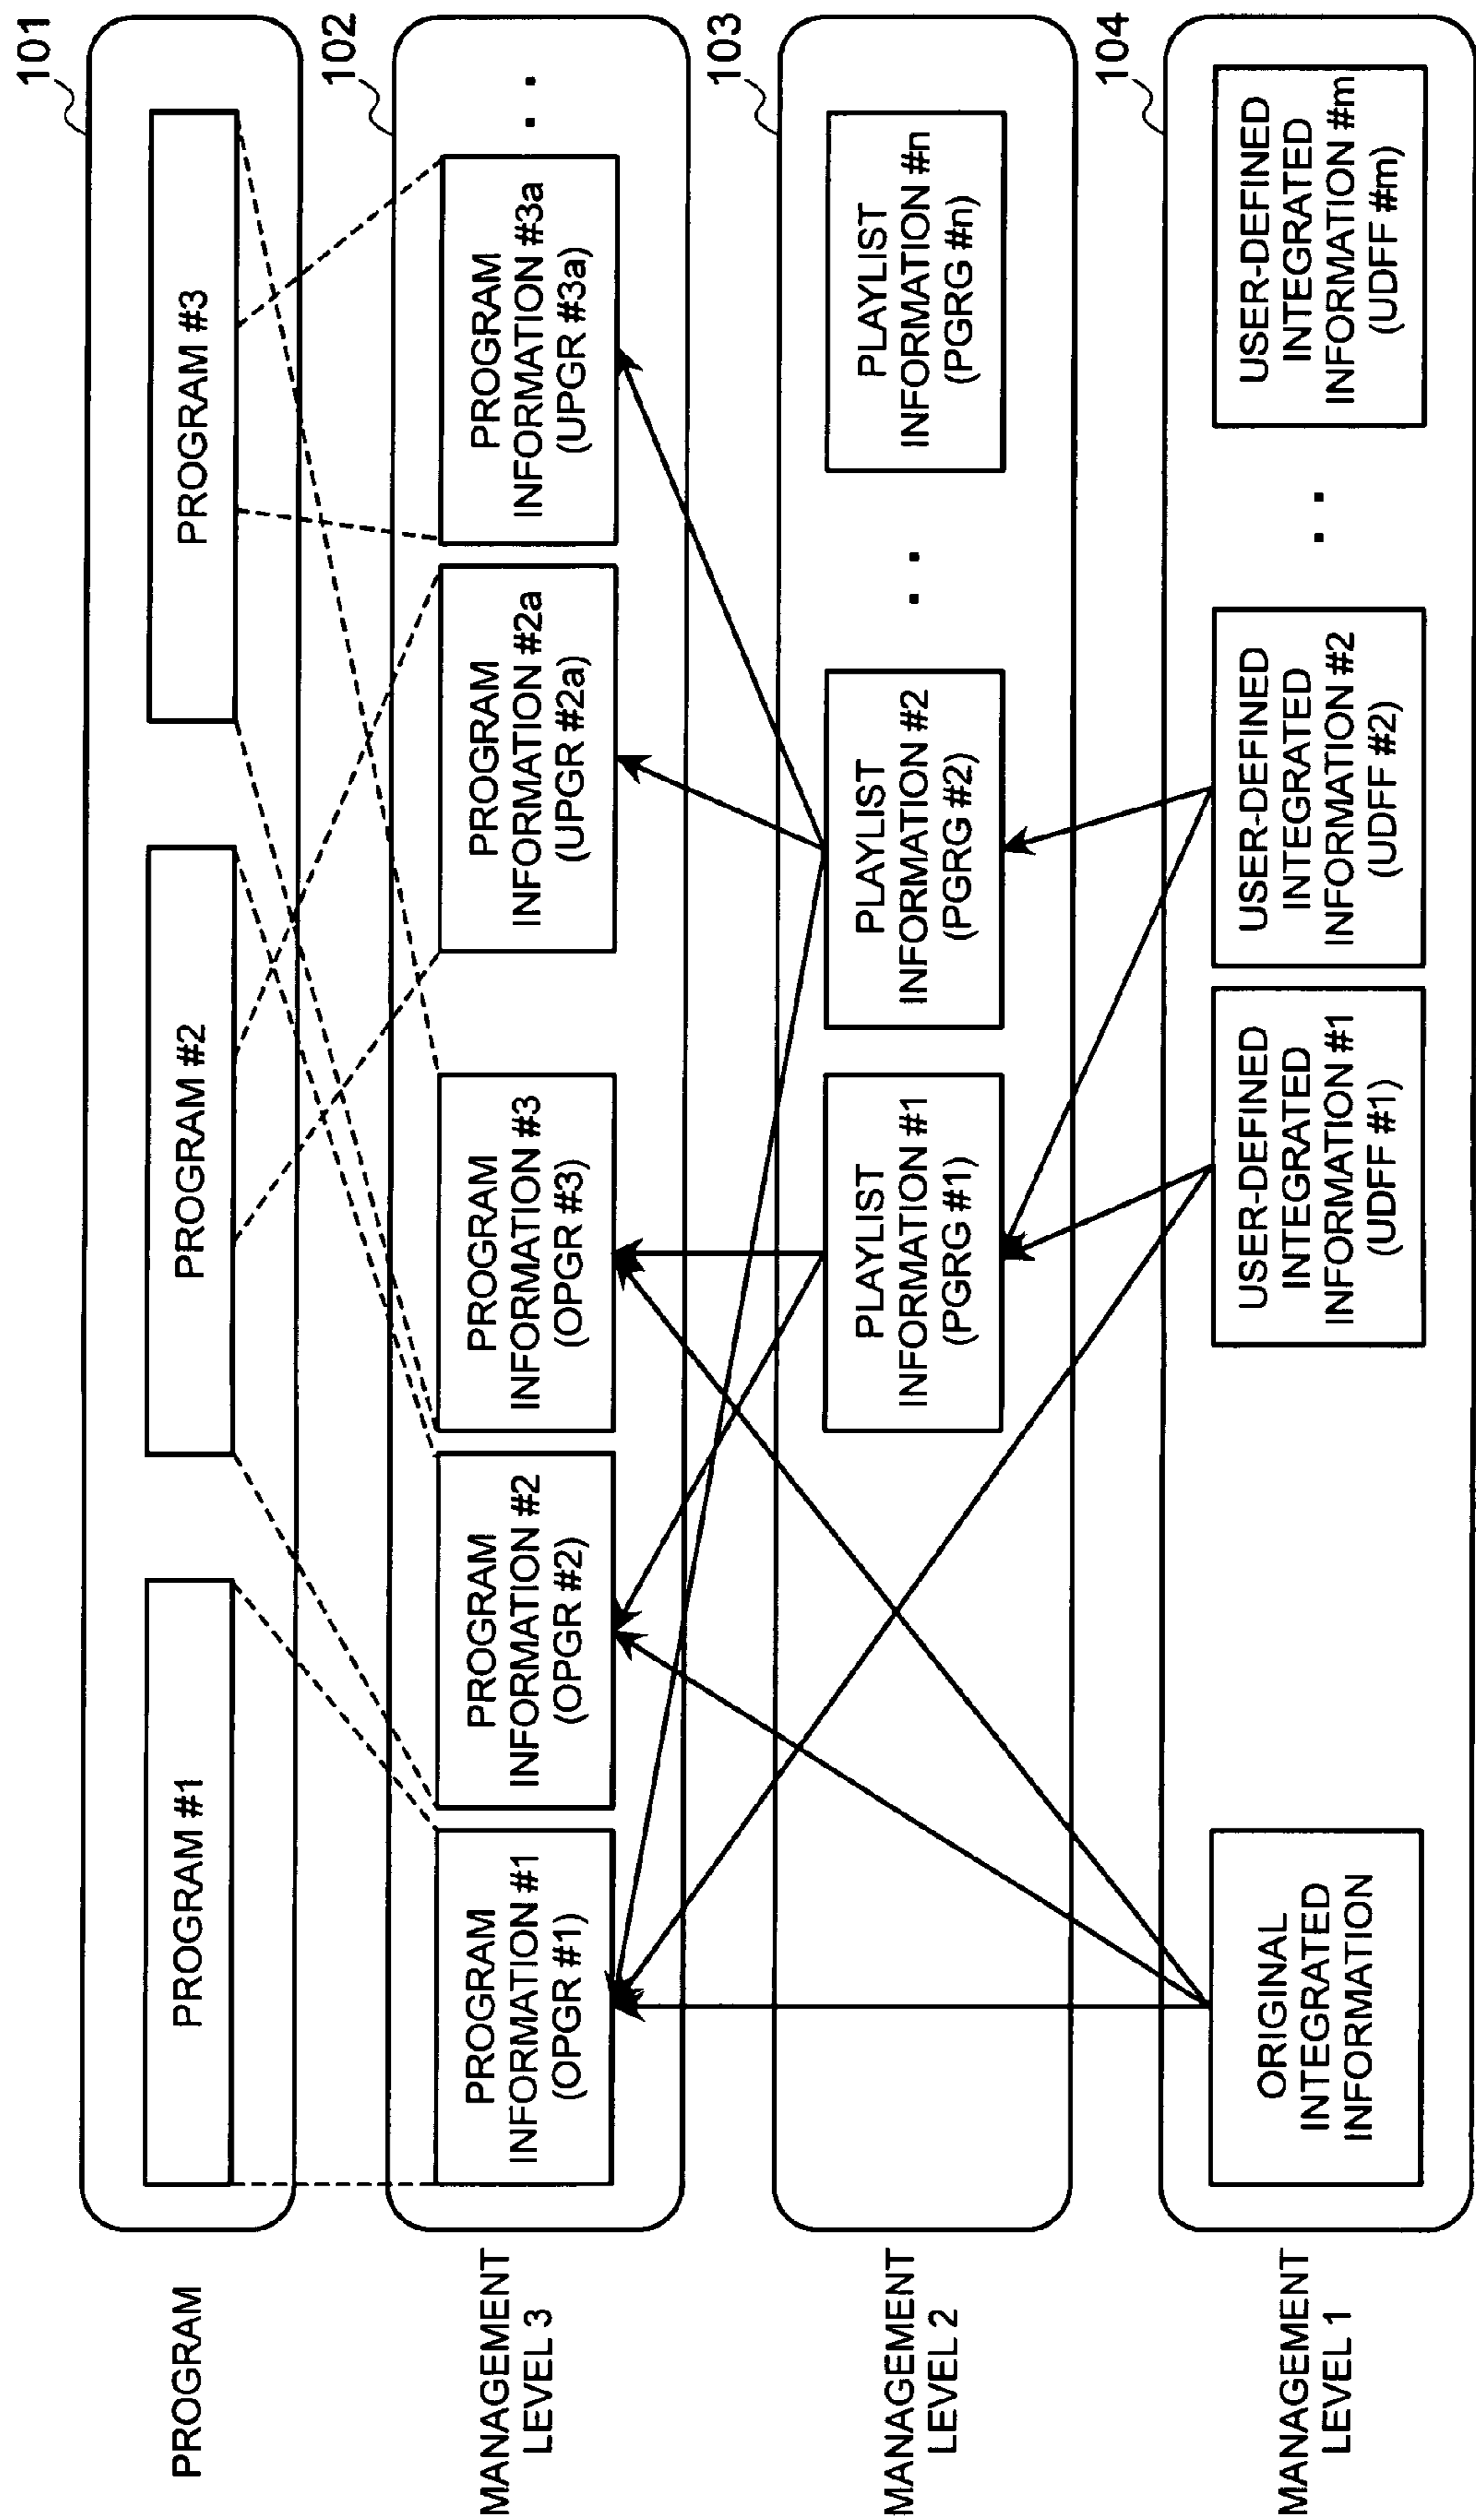 PROGRAM
101
PROGRAM #1
PROGRAM #2
PROGRAM #3
MANAGEMENT
LEVEL 3
102
PROGRAM
INFORMATION #1
(OPGR #1)
PROGRAM
INFORMATION #2
(OPGR #2)
PROGRAM
INFORMATION #3
(OPGR #3)
PROGRAM
INFORMATION #2a
(UPGR #2a)
PROGRAM
INFORMATION #3a
(UPGR #3a)
MANAGEMENT
LEVEL 2
103
PLAYLIST
INFORMATION #1
(PGRG #1)
PLAYLIST
INFORMATION #2
(PGRG #2)
PLAYLIST
INFORMATION #n
(PGRG #n)
MANAGEMENT
LEVEL 1
104
ORIGINAL
INTEGRATED
INFORMATION
USER-DEFINED
INTEGRATED
INFORMATION #1
(UDFF #1)
USER-DEFINED
INTEGRATED
INFORMATION #2
(UDFF #2)
USER-DEFINED
INTEGRATED
INFORMATION #m
(UDFF #m)